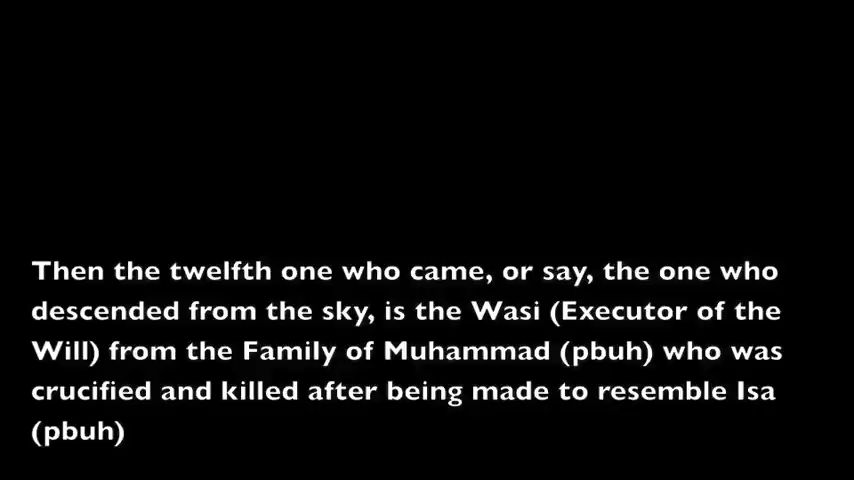 Then the twelfth one who came, or say, the one who
descended from the sky, is the Wasi (Executor of the
Will) from the Family of Muhammad (pbuh) who was
crucified and killed after being made to resemble Isa
(pbuh)